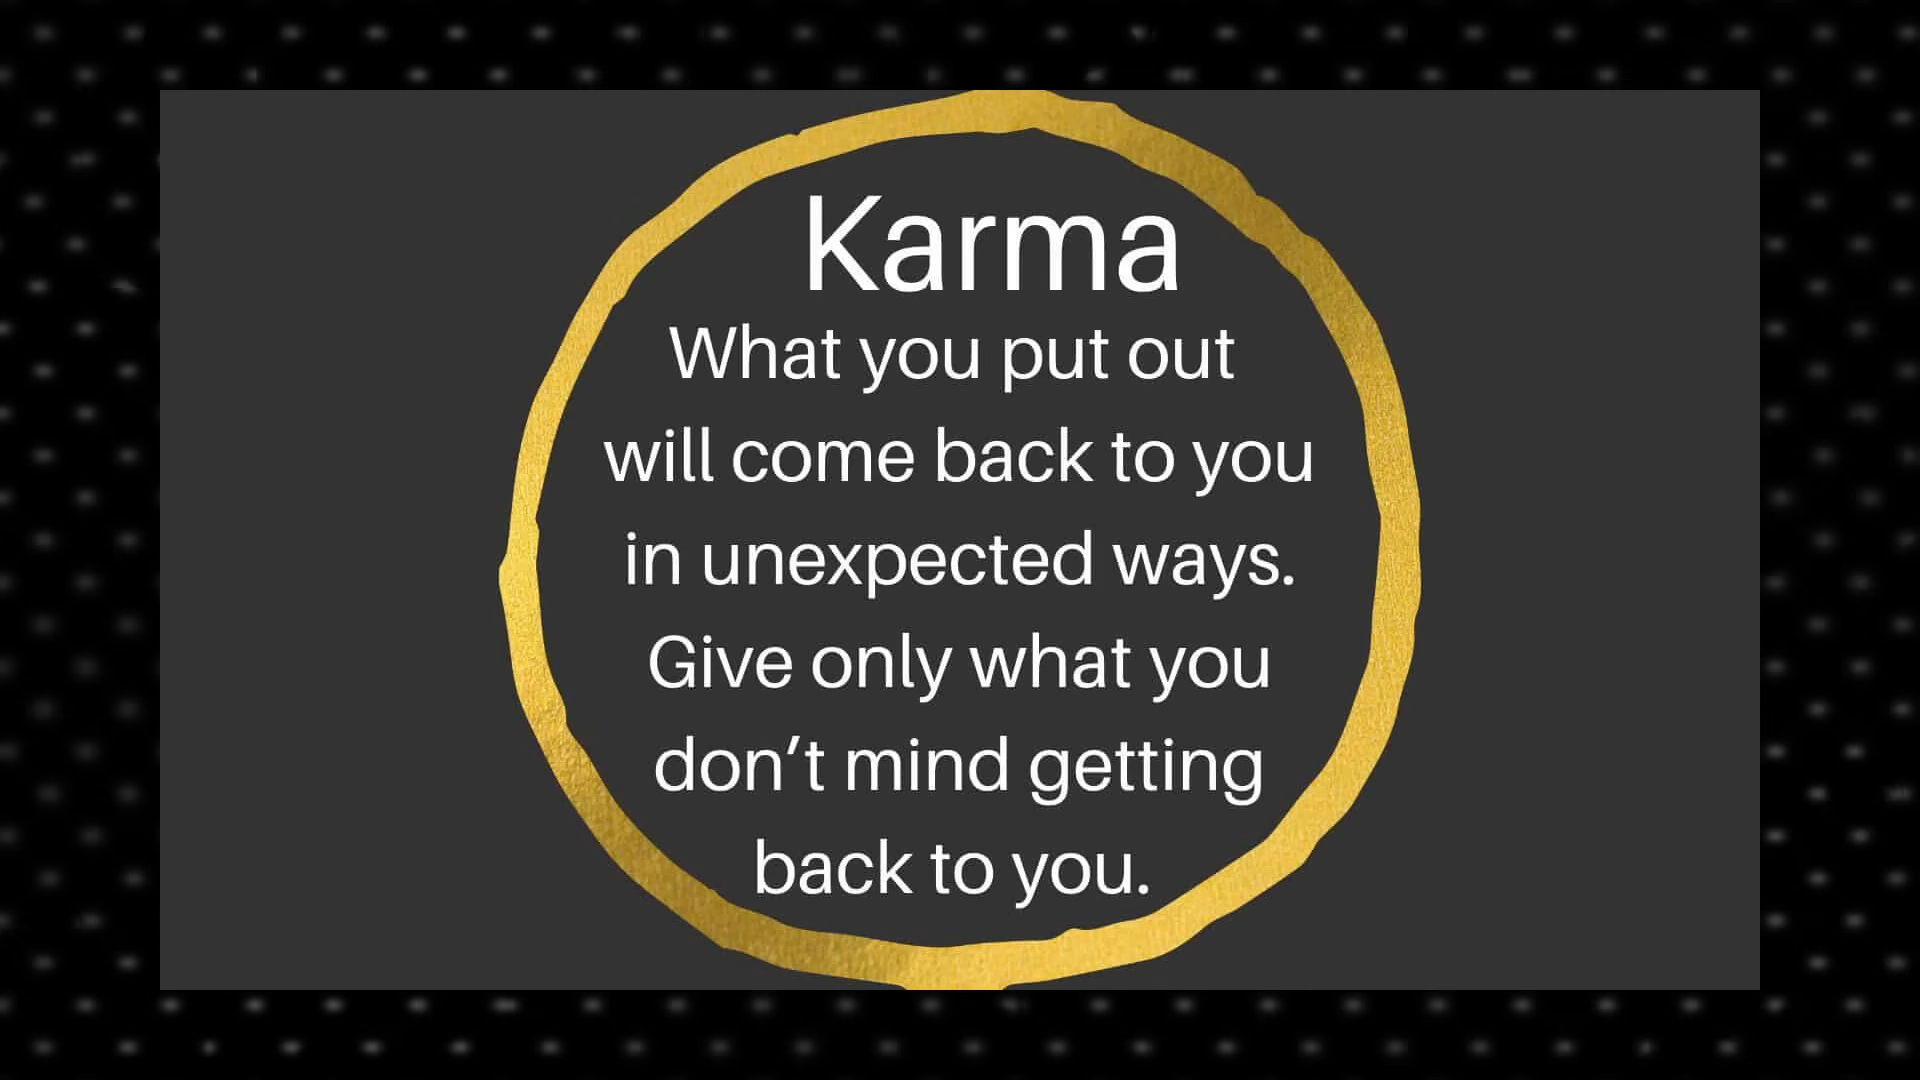 Karma
What you put out
will come back to you
in unexpected ways.
Give only what you
don’t mind getting
back to you.